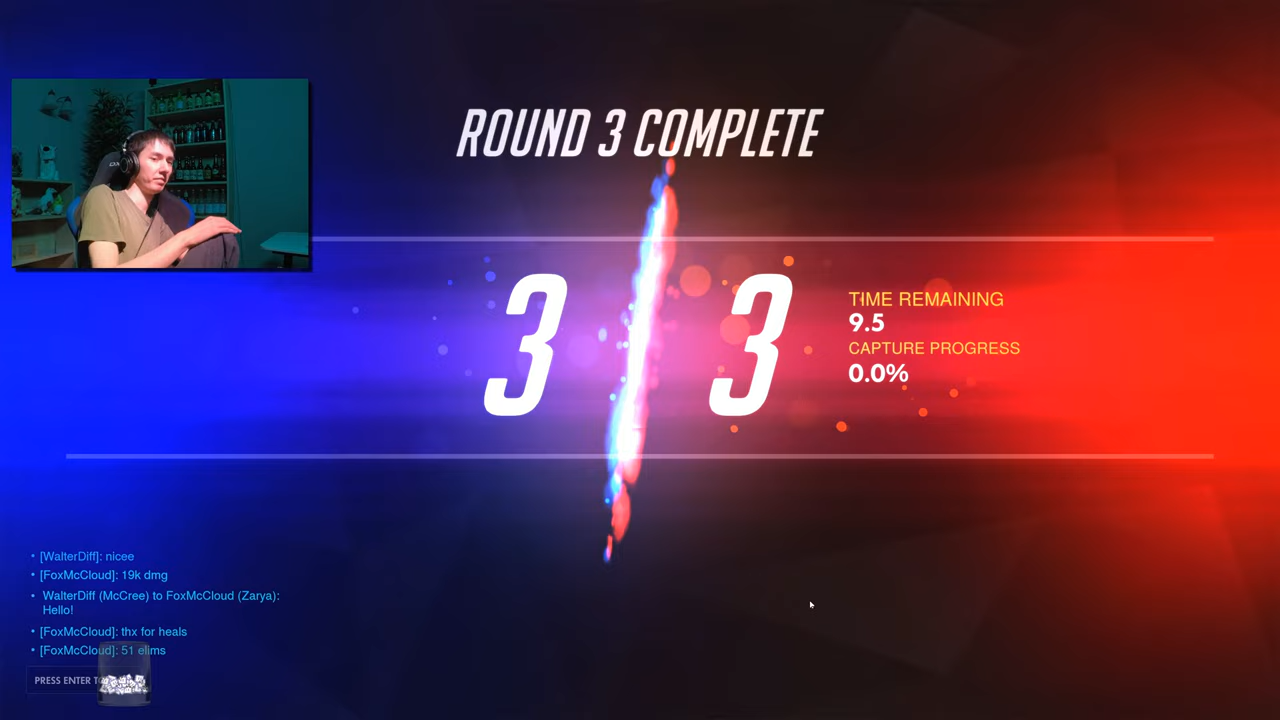 ROUND 3 COMPLETE
3
3
TIME REMAINING
9.5
CAPTURE PROGRESS
0.0%
• [WalterDiff]: nicee
• [FoxMcCloud]: 19k dmg
• WalterDiff (McCree) to FoxMcCloud (Zarya):
Hello!
• [FoxMcCloud]: thx for heals
• [FoxMcCloud]: 51 elims
PRESS ENTER TO